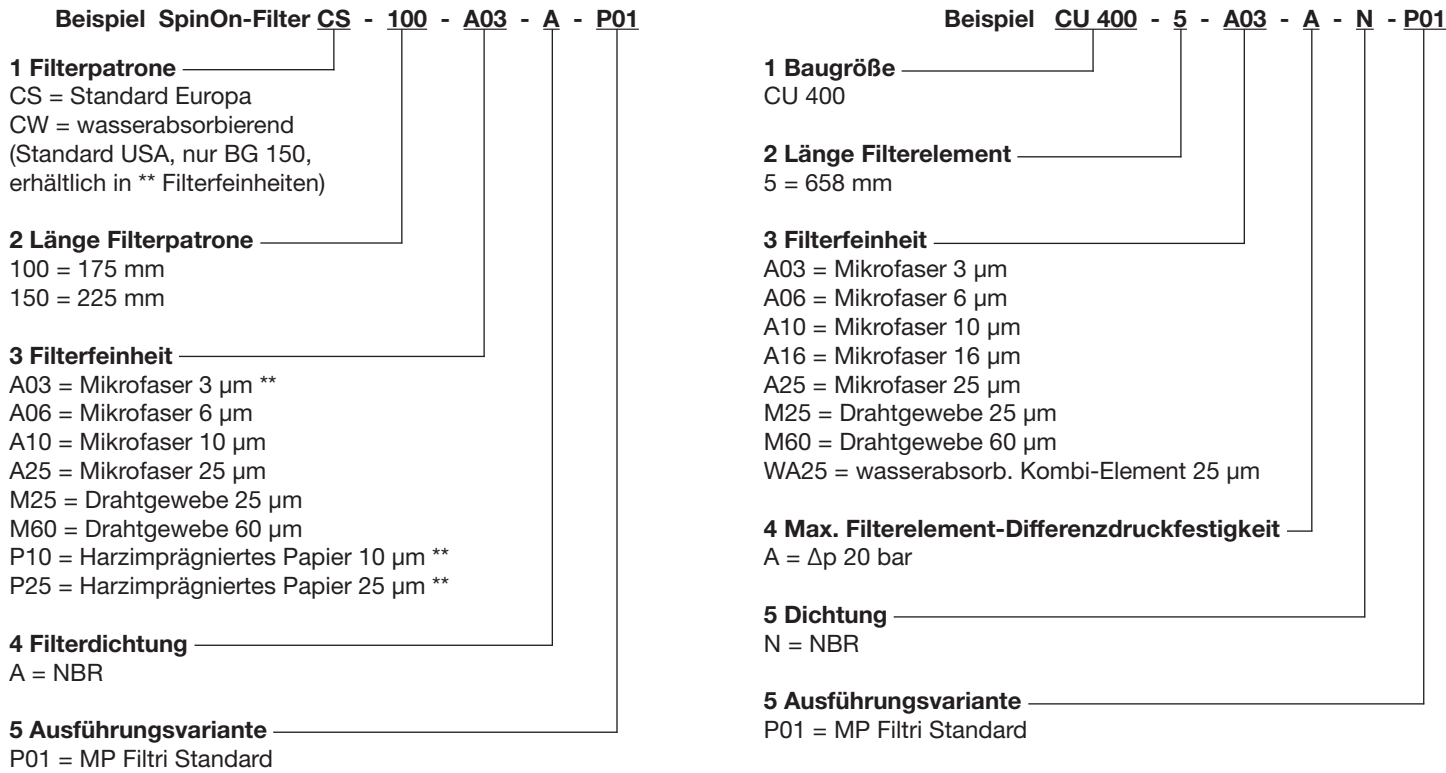 Beispiel SpinOn-Filter CS - 100 - A03 - A - P01
1 Filterpatrone
CS = Standard Europa
CW = wasserabsorbierend
(Standard USA, nur BG 150,
erhältlich in ** Filterfeinheiten)
2 Länge Filterpatrone
100 = 175 mm
150 = 225 mm
3 Filterfeinheit
A03 = Mikrofaser 3 µm **
A06 = Mikrofaser 6 µm
A10 = Mikrofaser 10 µm
A25 = Mikrofaser 25 µm
M25 = Drahtgewebe 25 µm
M60 = Drahtgewebe 60 µm
P10 = Harzimprägniertes Papier 10 µm **
P25 = Harzimprägniertes Papier 25 µm **
4 Filterdichtung
A = NBR
5 Ausführungsvariante
P01 = MP Filtri Standard
Beispiel CU 400 - 5 - A03 - A - N - P01
1 Baugröße
CU 400
2 Länge Filterelement
5 = 658 mm
3 Filterfeinheit
A03 = Mikrofaser 3 µm
A06 = Mikrofaser 6 µm
A10 = Mikrofaser 10 µm
A16 = Mikrofaser 16 µm
A25 = Mikrofaser 25 µm
M25 = Drahtgewebe 25 µm
M60 = Drahtgewebe 60 µm
WA25 = wasserabsorb. Kombi-Element 25 µm
4 Max. Filterelement-Differenzdruckfestigkeit
A = Δp 20 bar
5 Dichtung
N = NBR
5 Ausführungsvariante
P01 = MP Filtri Standard